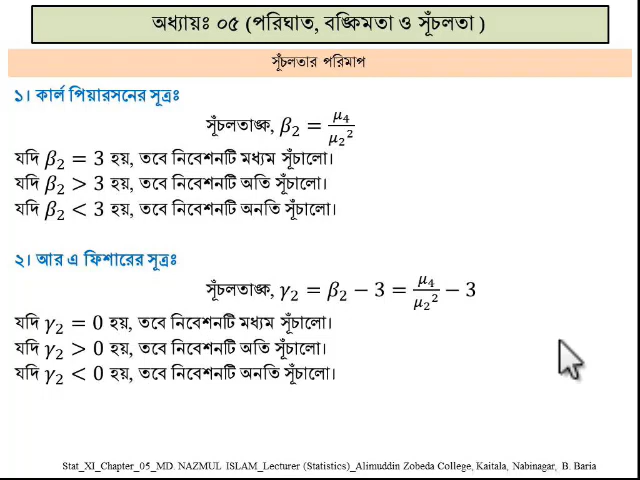 অধ্যায়ঃ ০৫ (পরিঘাত, বঙ্কিমতা ও সূঁচলতা )
সূঁচলতার পরিমাপ
১। কার্ল পিয়ারসনের সূত্রঃ
সূঁচলতাঙ্ক, β₂ = μ₄/μ₂²
যদি β₂ = 3 হয়, তবে নিবেশনটি মধ্যম সূঁচালো।
যদি β₂ > 3 হয়, তবে নিবেশনটি অতি সূঁচালো।
যদি β₂ < 3 হয়, তবে নিবেশনটি অনতি সূঁচালো।
২। আর এ ফিশারের সূত্রঃ
সূঁচলতাঙ্ক, γ₂ = β₂ − 3 = μ₄/μ₂² − 3
যদি γ₂ = 0 হয়, তবে নিবেশনটি মধ্যম সূঁচালো।
যদি γ₂ > 0 হয়, তবে নিবেশনটি অতি সূঁচালো।
যদি γ₂ < 0 হয়, তবে নিবেশনটি অনতি সূঁচালো।
Stat_XI_Chapter_05_MD. NAZMUL ISLAM_Lecturer (Statistics)_Alimuddin Zobeda College, Kaitala, Nabinagar, B. Baria